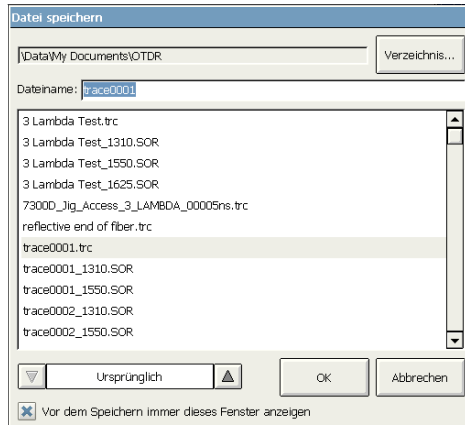 Datei speichern
\Data\My Documents\OTDR
Verzeichnis...
Dateiname: trace0001
3 Lambda Test.trc
3 Lambda Test_1310.SOR
3 Lambda Test_1550.SOR
3 Lambda Test_1625.SOR
7300D_Jig_Access_3_LAMBDA_00005ns.trc
reflective end of fiber.trc
trace0001.trc
trace0001_1310.SOR
trace0001_1550.SOR
trace0002_1310.SOR
trace0002_1550.SOR
Ursprünglich
OK
Abbrechen
Vor dem Speichern immer dieses Fenster anzeigen